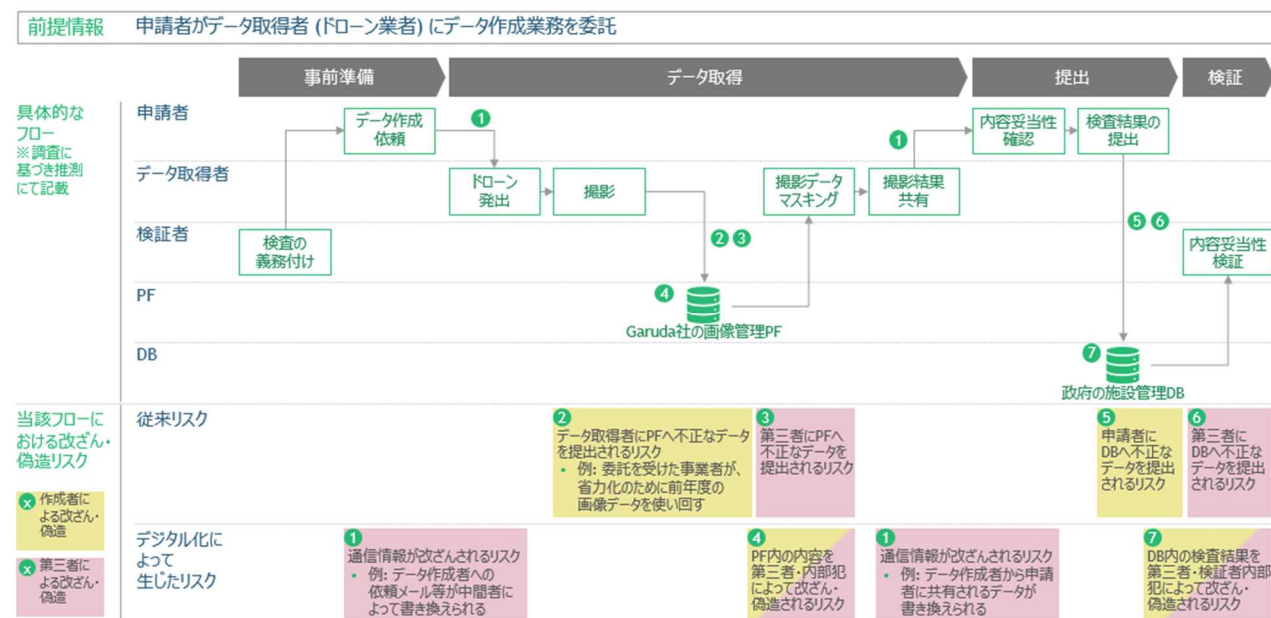 前提情報 申請者がデータ取得者 (ドローン業者) にデータ作成業務を委託
事前準備
データ取得
提出
検証
具体的な
フロー
※調査に
基づき推測
にて記載
申請者
データ作成
依頼
1
1
内容妥当性
確認
検査結果の
提出
データ取得者
ドローン
発出
撮影
撮影データ
マスキング
撮影結果
共有
検証者
検査の
義務付け
2 3
5 6
内容妥当性
検証
PF
4
Garuda社の画像管理PF
DB
7
政府の施設管理DB
当該フローに
おける改ざん・
偽造リスク
x 作成者に
よる改ざん・
偽造
x 第三者に
よる改ざん・
偽造
従来リスク
2
データ取得者にPFへ不正なデータ
を提出されるリスク
• 例: 委託を受けた事業者が、
省力化のために前年度の
画像データを使い回す
3
第三者にPFへ
不正なデータを
提出されるリスク
5
申請者に
DBへ不正な
データを提出
されるリスク
6
第三者に
DBへ不正な
データを提出
されるリスク
デジタル化に
よって
生じたリスク
1
通信情報が改ざんされるリスク
• 例: データ作成者への
依頼メール等が中間者に
よって書き換えられる
4
PF内の内容を
第三者・内部犯
によって改ざん・
偽造されるリスク
1
通信情報が改ざんされるリスク
• 例: データ作成者から申請
者に共有されるデータが
書き換えられる
7
DB内の検査結果を
第三者・検証者内部
犯によって改ざん・
偽造されるリスク